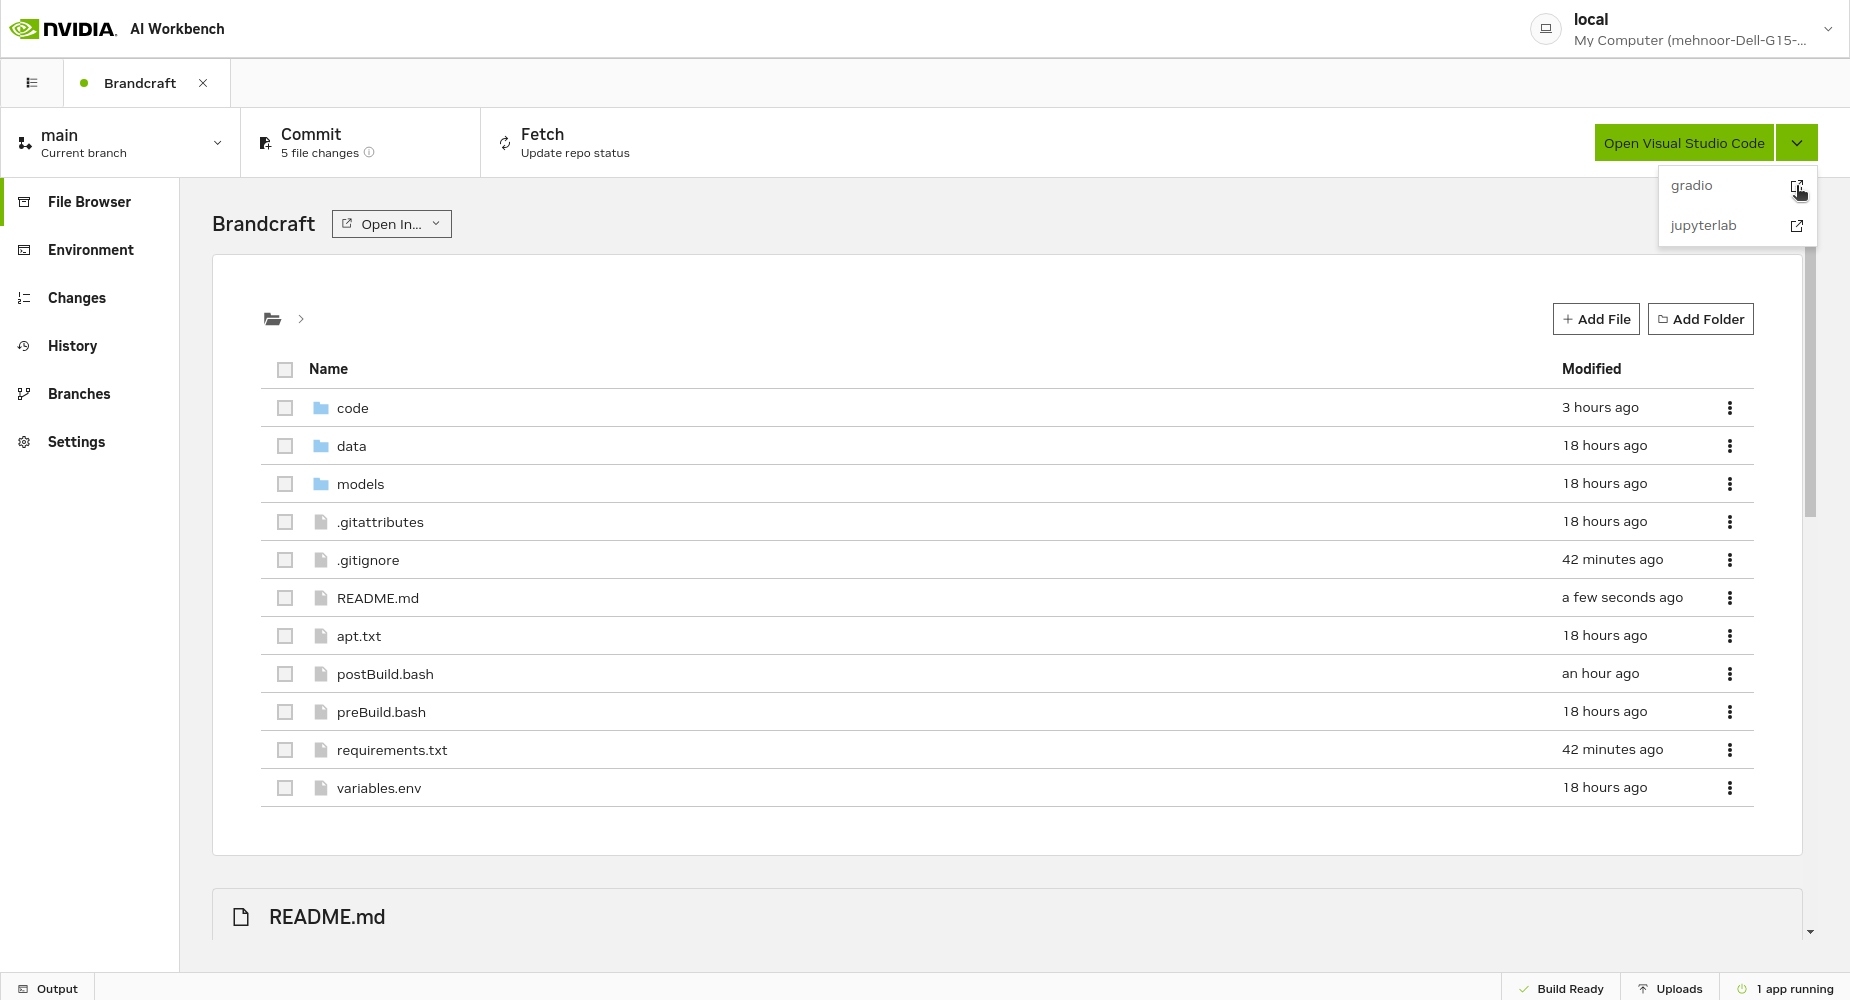 NVIDIA. AI Workbench
local
My Computer (mehnoor-Dell-G15-...
Brandcraft
main
Current branch
Commit
5 file changes
Fetch
Update repo status
Open Visual Studio Code
gradio
jupyterlab
File Browser
Environment
Changes
History
Branches
Settings
Brandcraft
Open In...
Add File
Add Folder
Name Modified
code 3 hours ago
data 18 hours ago
models 18 hours ago
.gitattributes 18 hours ago
.gitignore 42 minutes ago
README.md a few seconds ago
apt.txt 18 hours ago
postBuild.bash an hour ago
preBuild.bash 18 hours ago
requirements.txt 42 minutes ago
variables.env 18 hours ago
README.md
Output
Build Ready
Uploads
1 app running